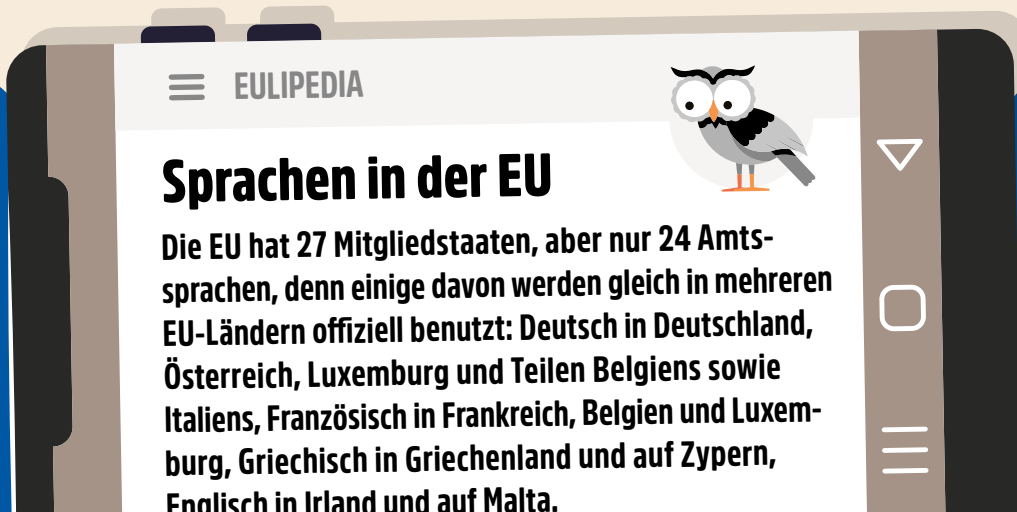 EULIPEDIA
Sprachen in der EU
Die EU hat 27 Mitgliedstaaten, aber nur 24 Amts-
sprachen, denn einige davon werden gleich in mehreren
EU-Ländern offiziell benutzt: Deutsch in Deutschland,
Österreich, Luxemburg und Teilen Belgiens sowie
Italiens, Französisch in Frankreich, Belgien und Luxem-
burg, Griechisch in Griechenland und auf Zypern,
Englisch in Irland und auf Malta.